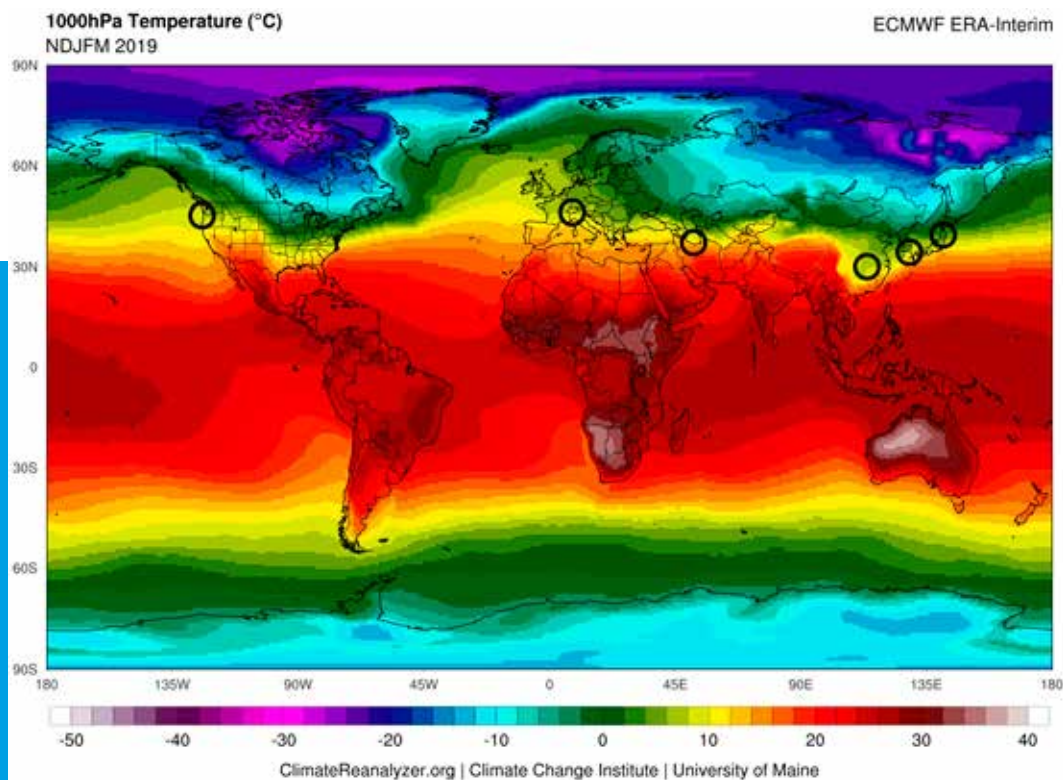 1000hPa Temperature (°C)
NDJFM 2019
ECMWF ERA-Interim
90N
60N
30N
0
30S
60S
90S
180 135W 90W 45W 0 45E 90E 135E 180
-50 -40 -30 -20 -10 0 10 20 30 40
ClimateReanalyzer.org | Climate Change Institute | University of Maine